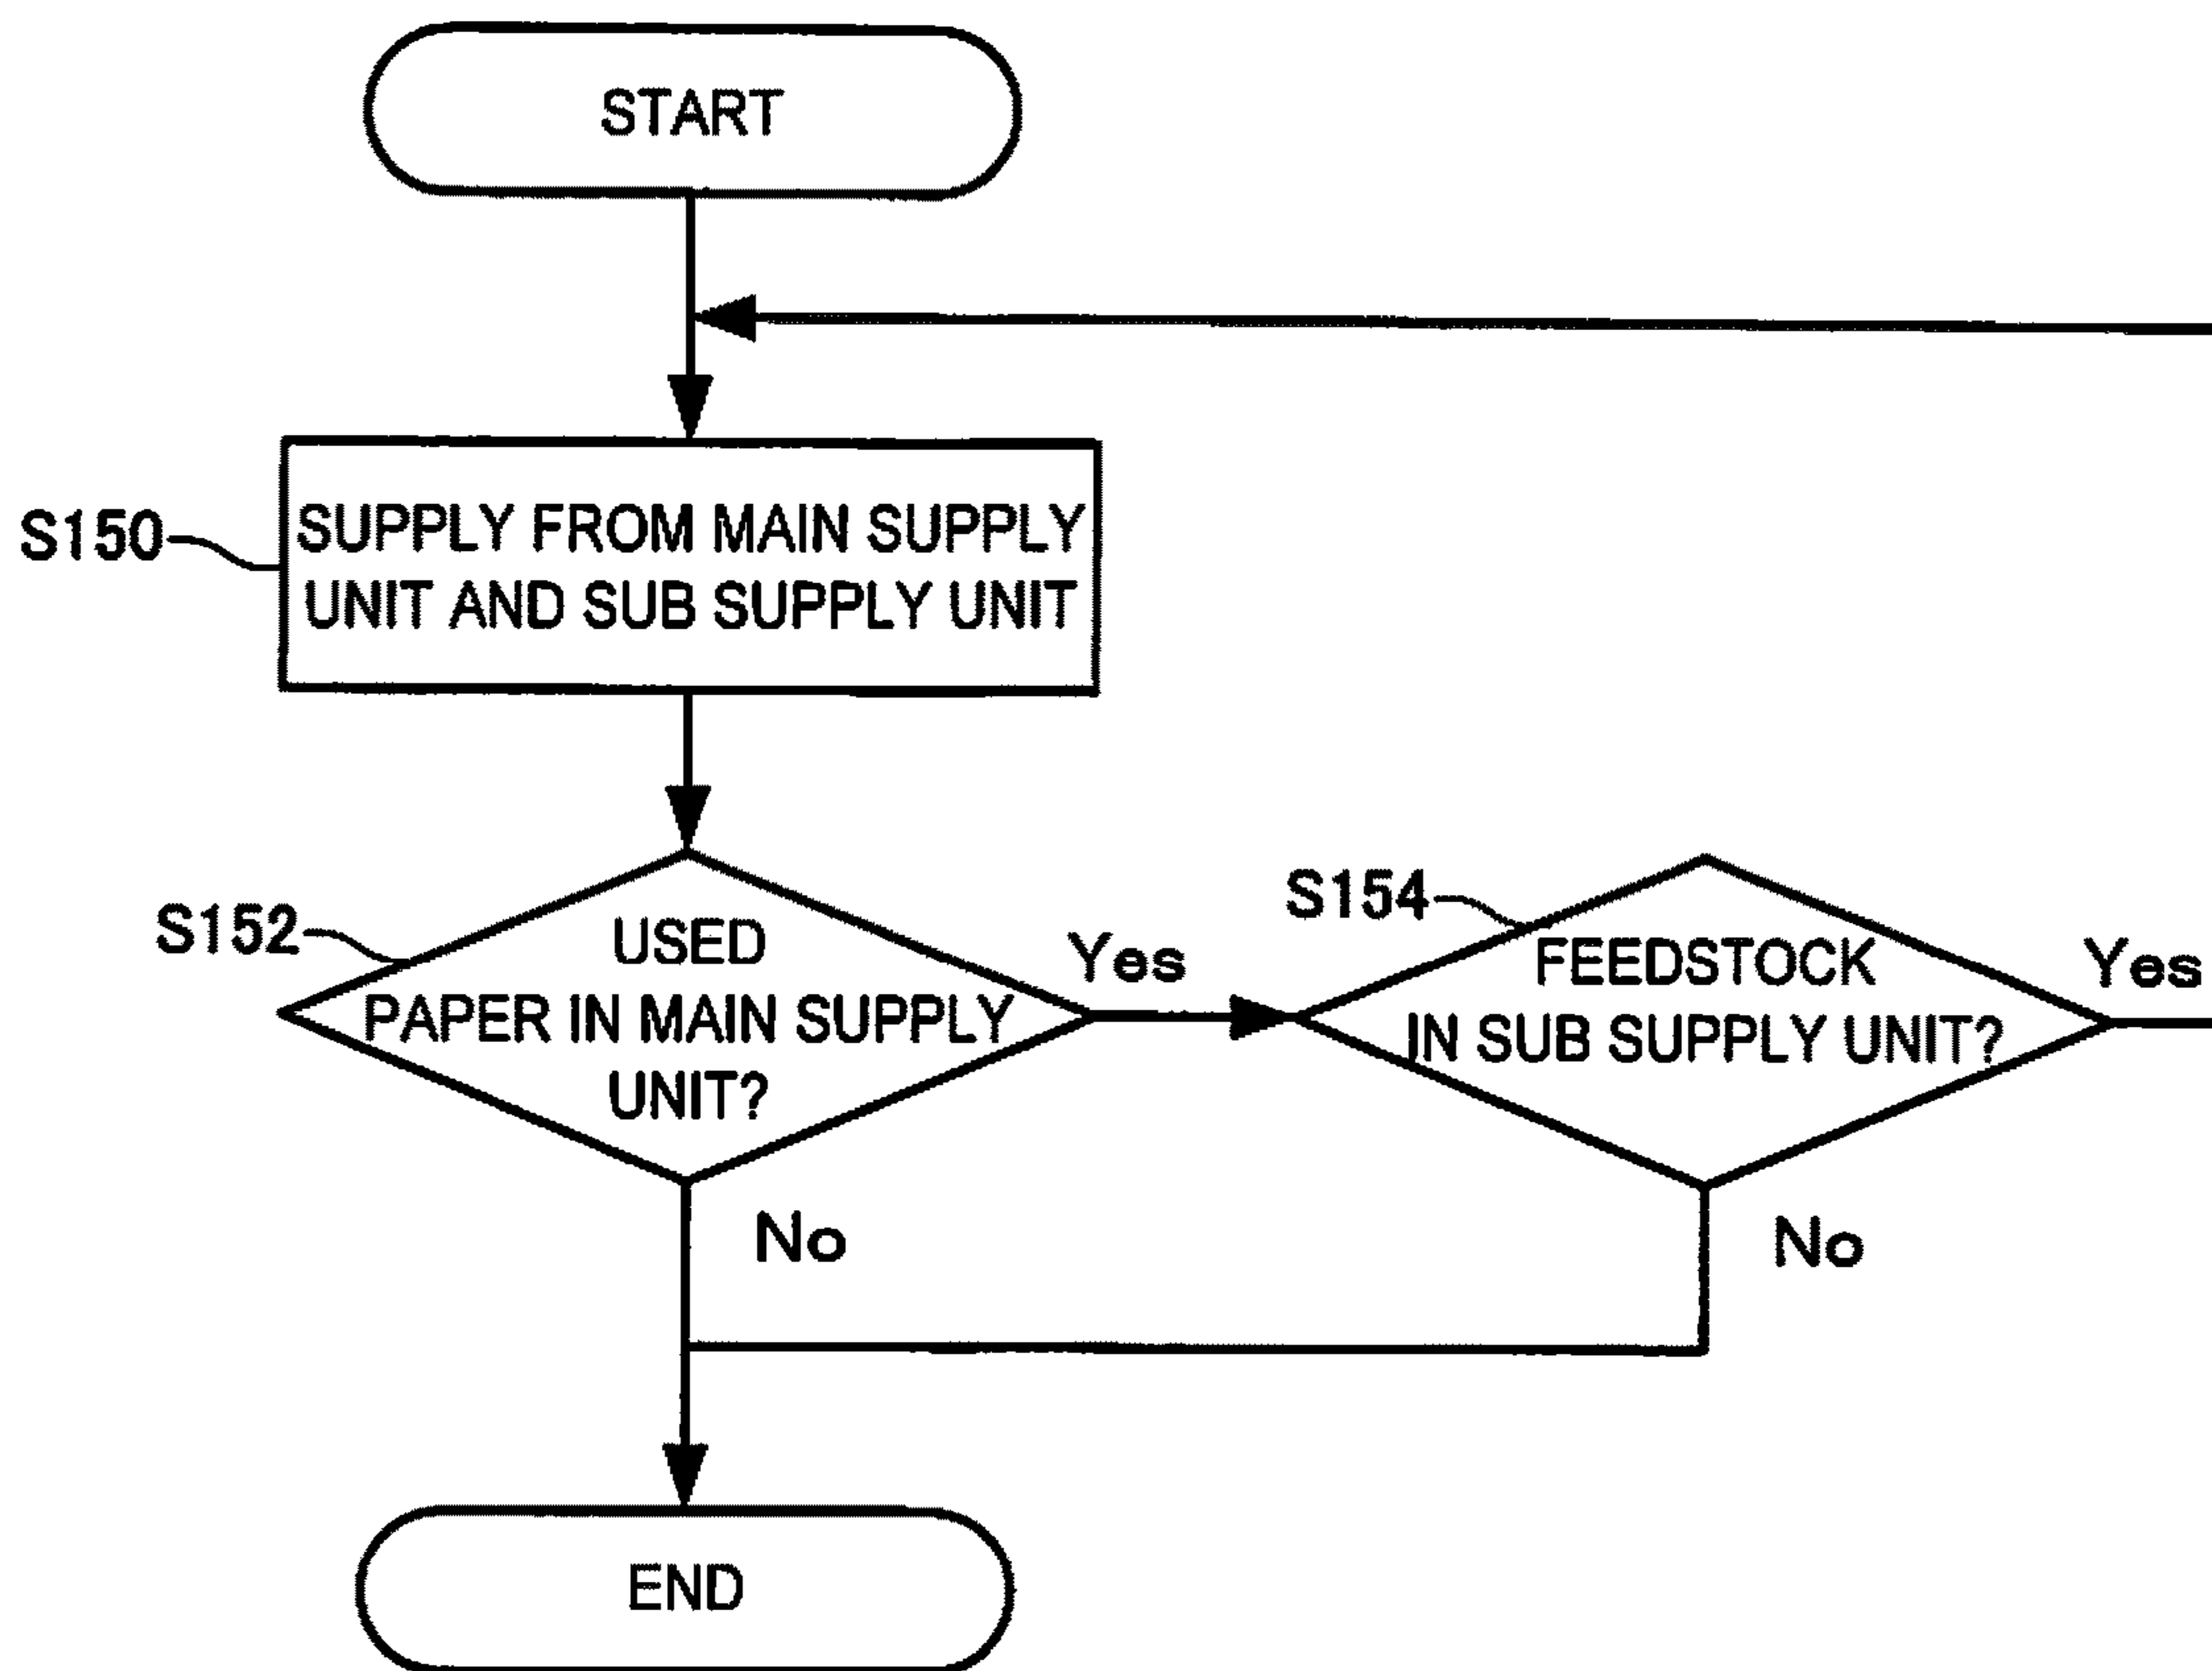 START
S150
SUPPLY FROM MAIN SUPPLY
UNIT AND SUB SUPPLY UNIT
S152
USED
PAPER IN MAIN SUPPLY
UNIT?
Yes
No
S154
FEEDSTOCK
IN SUB SUPPLY UNIT?
Yes
No
END